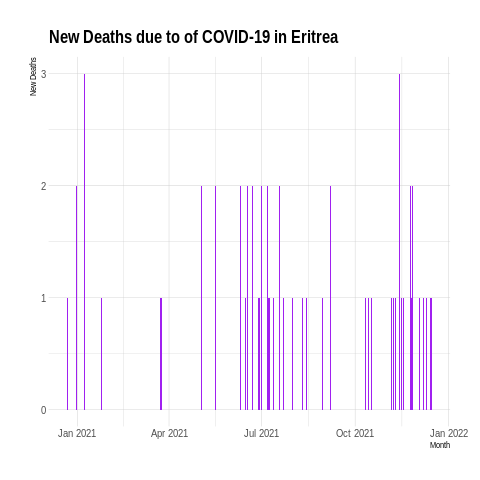 New Deaths due to of COVID-19 in Eritrea
New Deaths
3
2
1
0
Jan 2021 Apr 2021 Jul 2021 Oct 2021 Jan 2022
Month